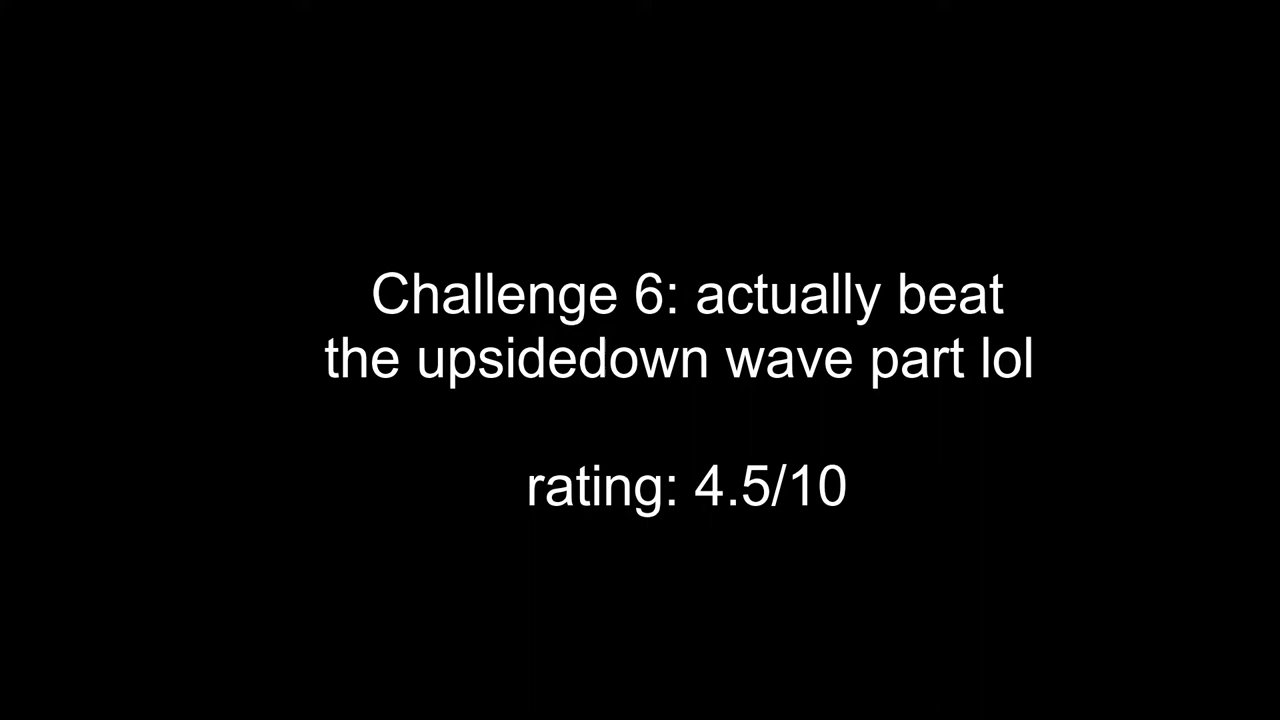 Challenge 6: actually beat
the upsidedown wave part lol
rating: 4.5/10